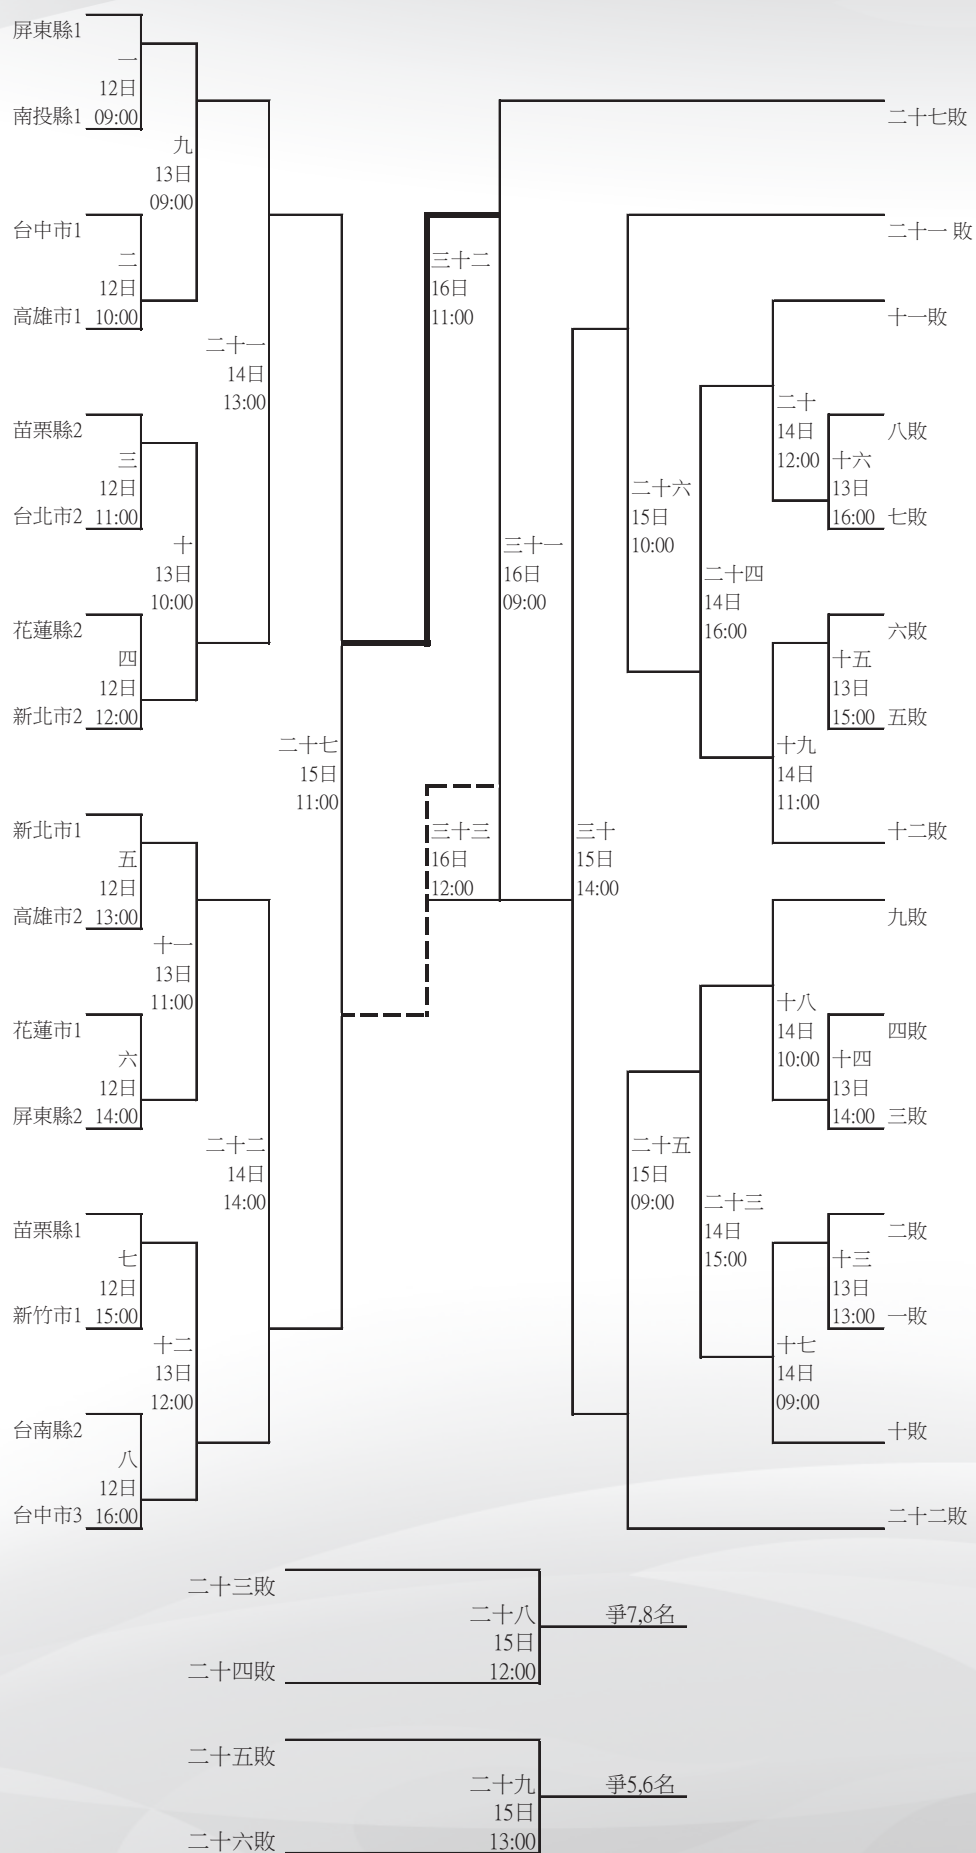 屏東縣1
一
12日
南投縣1 09:00
九
13日
09:00
台中市1
二
12日
高雄市1 10:00
二十一
14日
13:00
苗栗縣2
三
12日
台北市2 11:00
十
13日
10:00
花蓮縣2
四
12日
新北市2 12:00
二十七
15日
11:00
新北市1
五
12日
高雄市2 13:00
十一
13日
11:00
花蓮市1
六
12日
屏東縣2 14:00
二十二
14日
14:00
苗栗縣1
七
12日
新竹市1 15:00
十二
13日
12:00
台南縣2
八
12日
台中市3 16:00
三十二
16日
11:00
三十三
16日
12:00
三十一
16日
09:00
三十
15日
14:00
二十七敗
二十一 敗
十一敗
二十
14日
12:00
八敗
十六
13日
16:00 七敗
二十六
15日
10:00
二十四
14日
16:00
六敗
十五
13日
15:00 五敗
十九
14日
11:00
十二敗
九敗
十八
14日
10:00
四敗
十四
13日
14:00 三敗
二十五
15日
09:00
二十三
14日
15:00
二敗
十三
13日
13:00 一敗
十七
14日
09:00
十敗
二十二敗
二十三敗
二十八
15日
12:00
爭7,8名
二十四敗
二十五敗
二十九
15日
13:00
爭5,6名
二十六敗